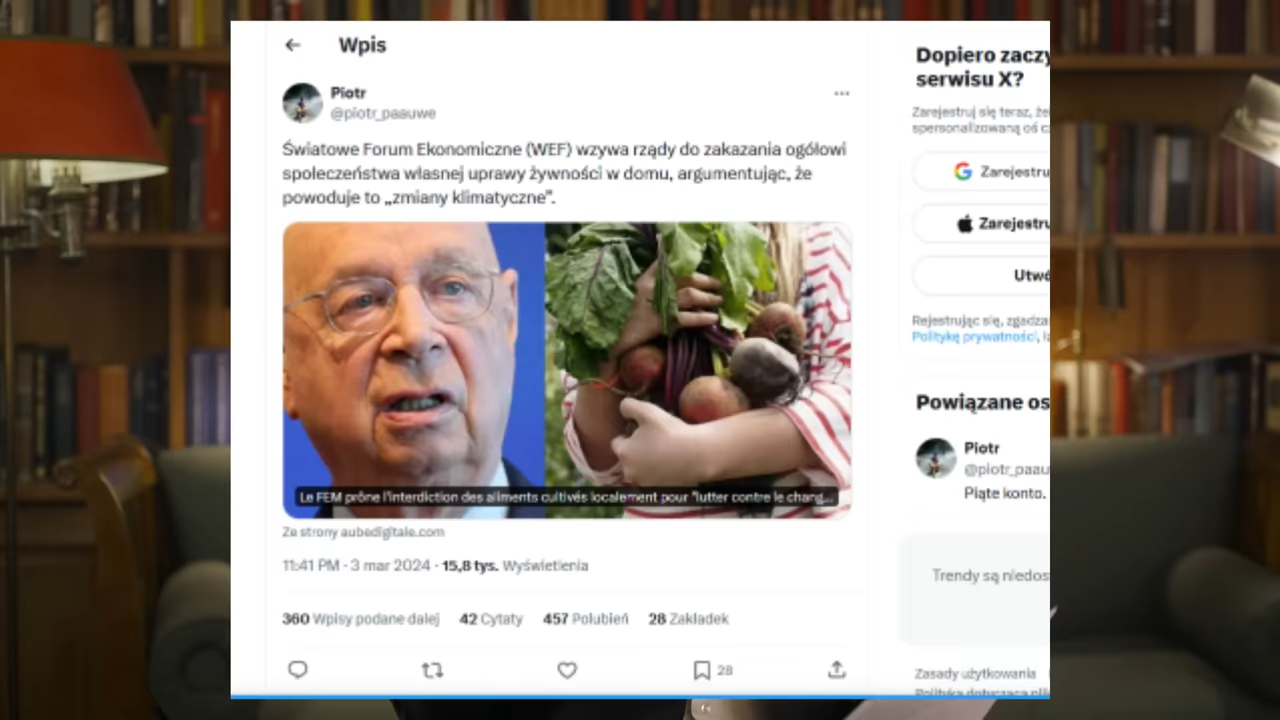 Wpis
Piotr
@piotr_paauwe
Światowe Forum Ekonomiczne (WEF) wzywa rządy do zakazania ogółowi
społeczeństwa własnej uprawy żywności w domu, argumentując, że
powoduje to „zmiany klimatyczne”.
Le FEM prône l'interdiction des aliments cultivés localement pour "lutter contre le chang...
Ze strony aubedigitale.com
11:41 PM · 3 mar 2024 · 15,8 tys. Wyświetlenia
360 Wpisy podane dalej 42 Cytaty 457 Polubień 28 Zakładek
28
Dopiero zaczy
serwisu X?
Zarejestruj się teraz, że
spersonalizowaną oś c
Zarejestru
Zarejestru
Utwó
Rejestrując się, zgadza
Politykę prywatności,
Powiązane os
Piotr
@piotr_paau
Piąte konto.
Trendy są niedos
Zasady użytkowania